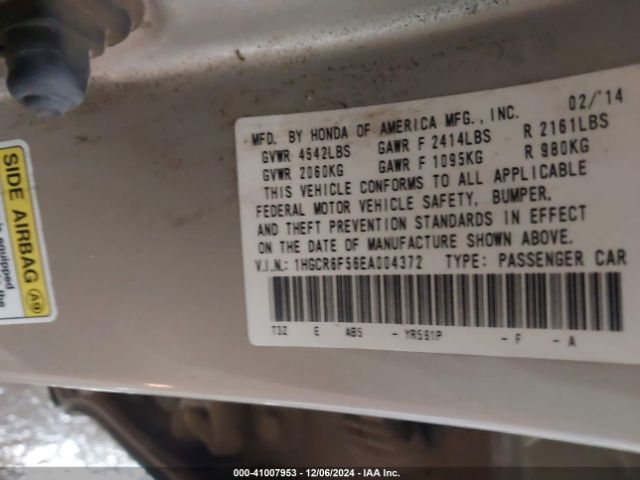 02/'14
MFD. BY HONDA OF AMERICA MFG., INC.
GVWR 4542LBS GAWR F 2414LBS R 2161LBS
GVWR 2060KG GAWR F 1095KG R 980KG
THIS VEHICLE CONFORMS TO ALL APPLICABLE
FEDERAL MOTOR VEHICLE SAFETY, BUMPER,
AND THEFT PREVENTION STANDARDS IN EFFECT
ON THE DATE OF MANUFACTURE SHOWN ABOVE.
V.I.N.: 1HGCR6F56EA004372 TYPE: PASSENGER CAR
T3Z E AB5 - YR591P - F - A
SIDE AIRBAG A9
is equipped
000-41007953 - 12/06/2024 - IAA Inc.